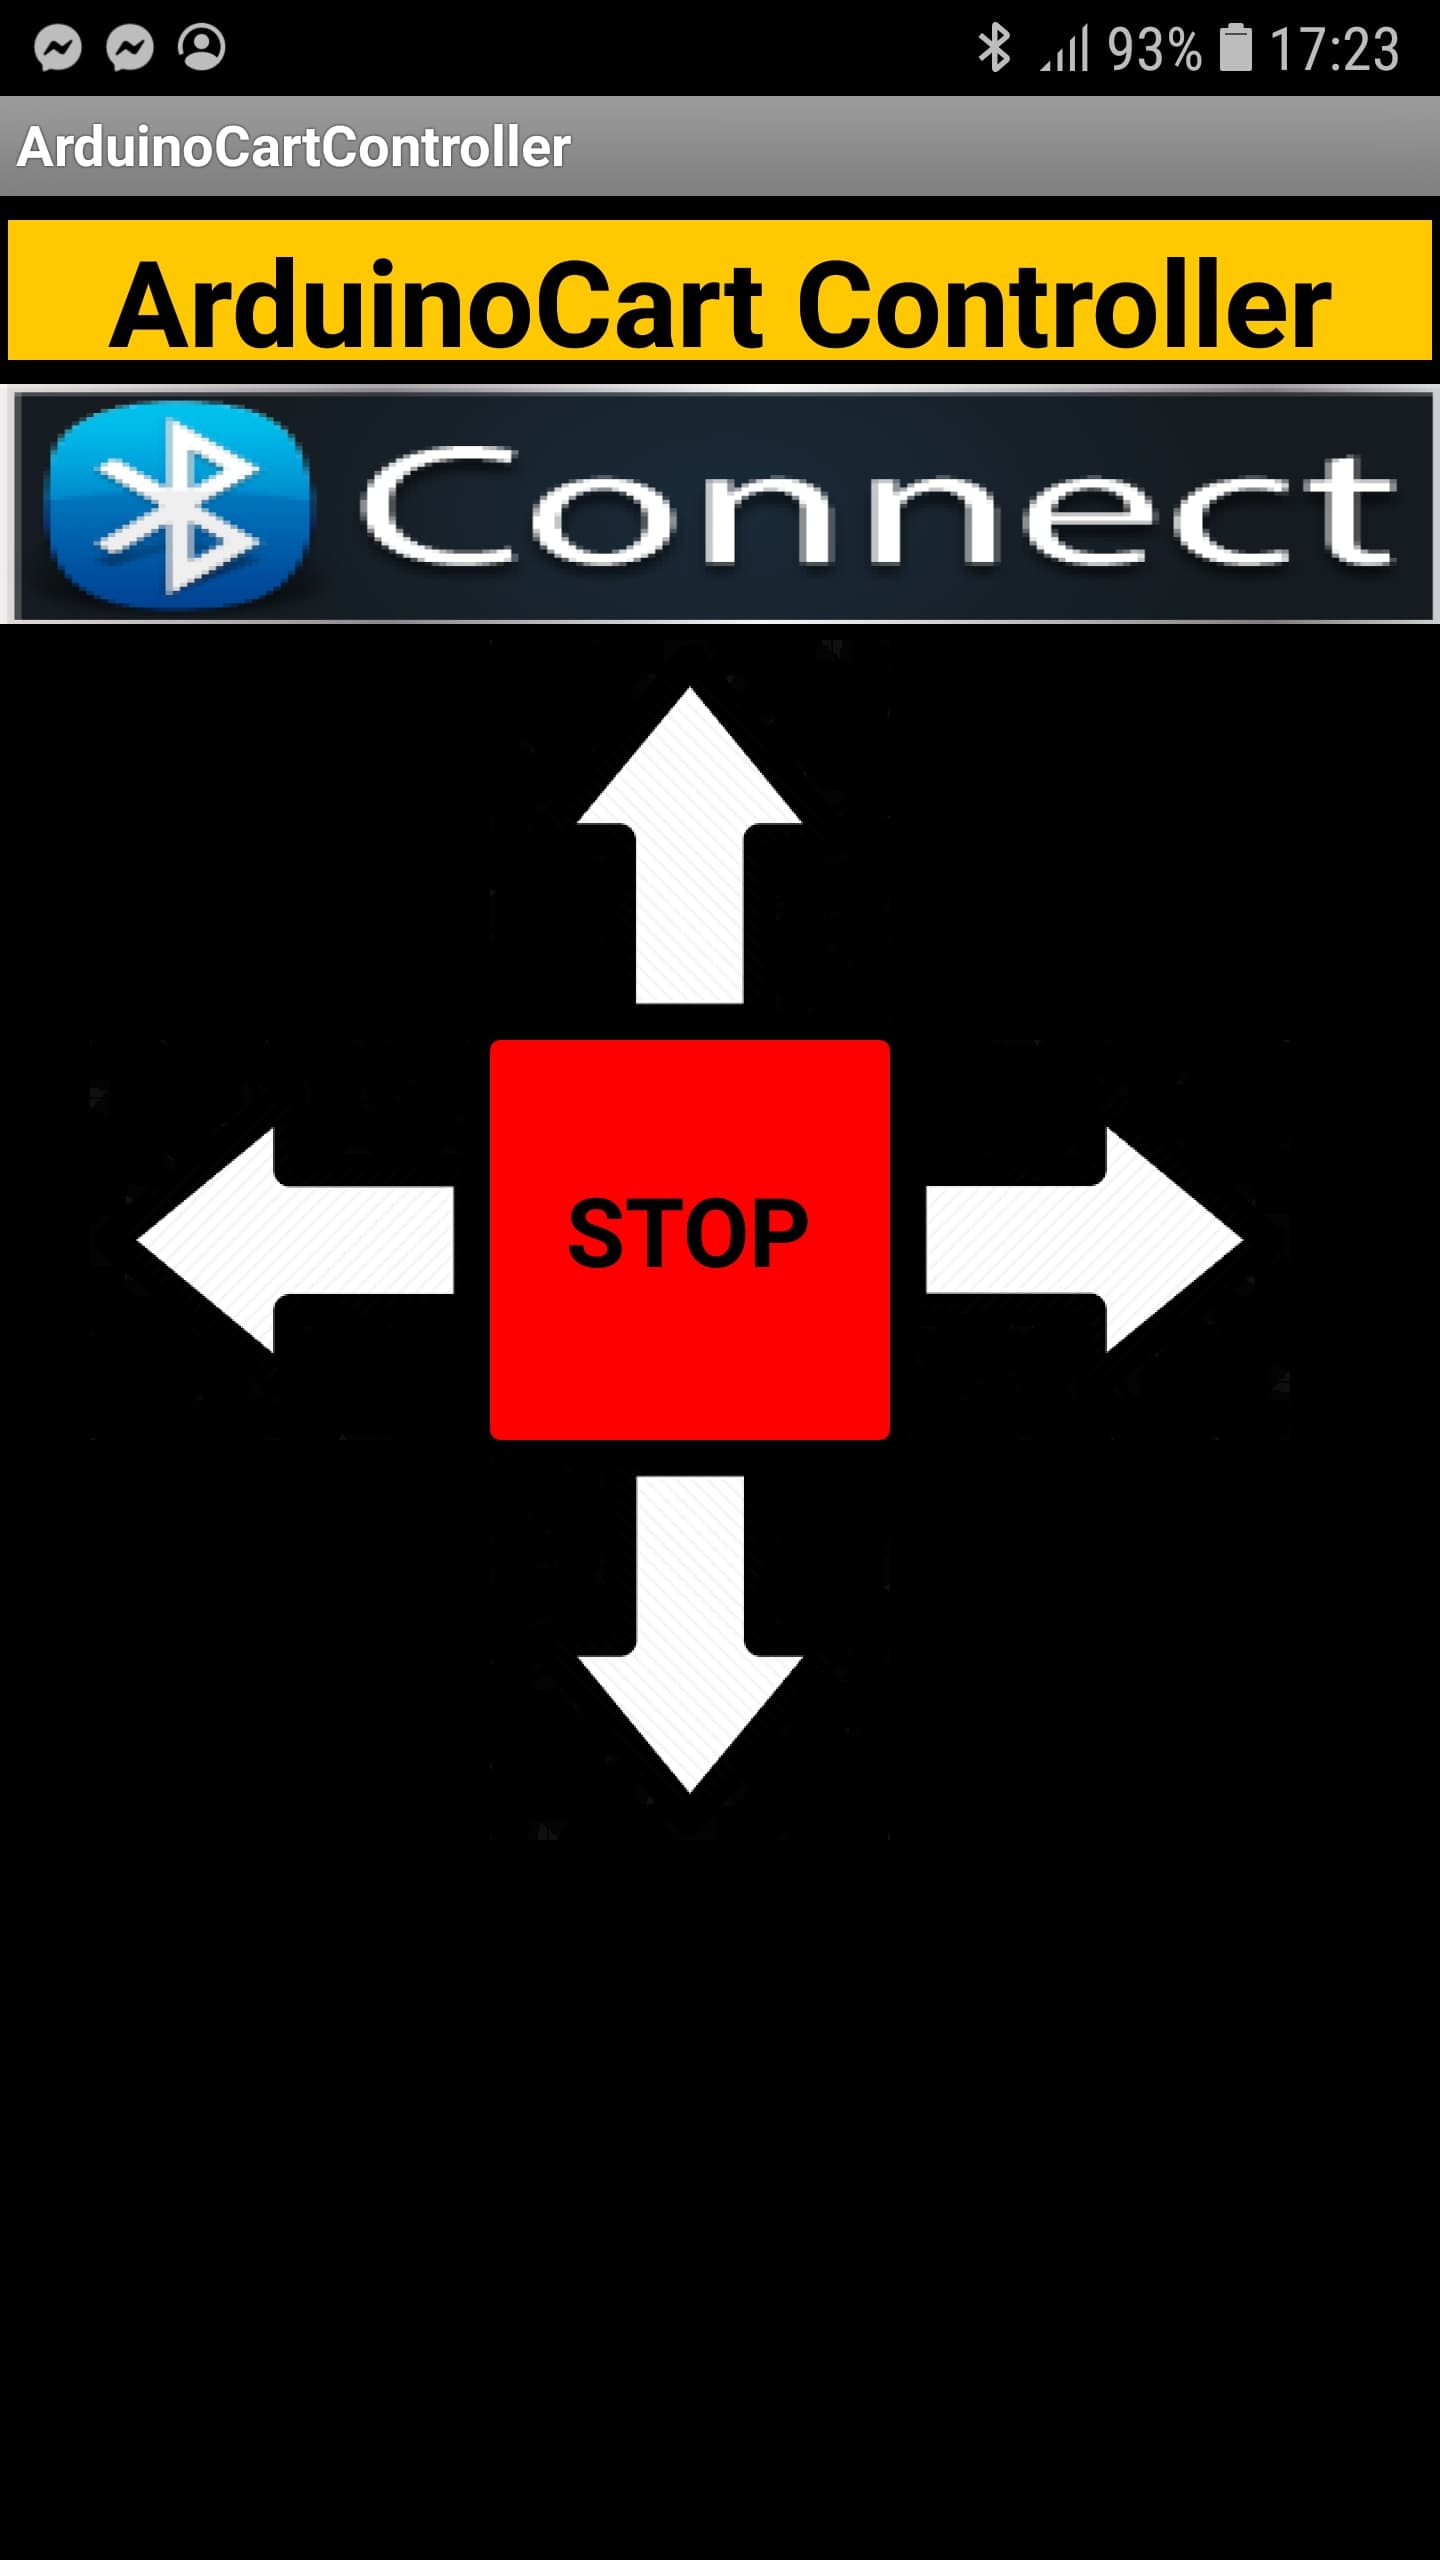 93% 17:23
ArduinoCartController
ArduinoCart Controller
Connect
STOP